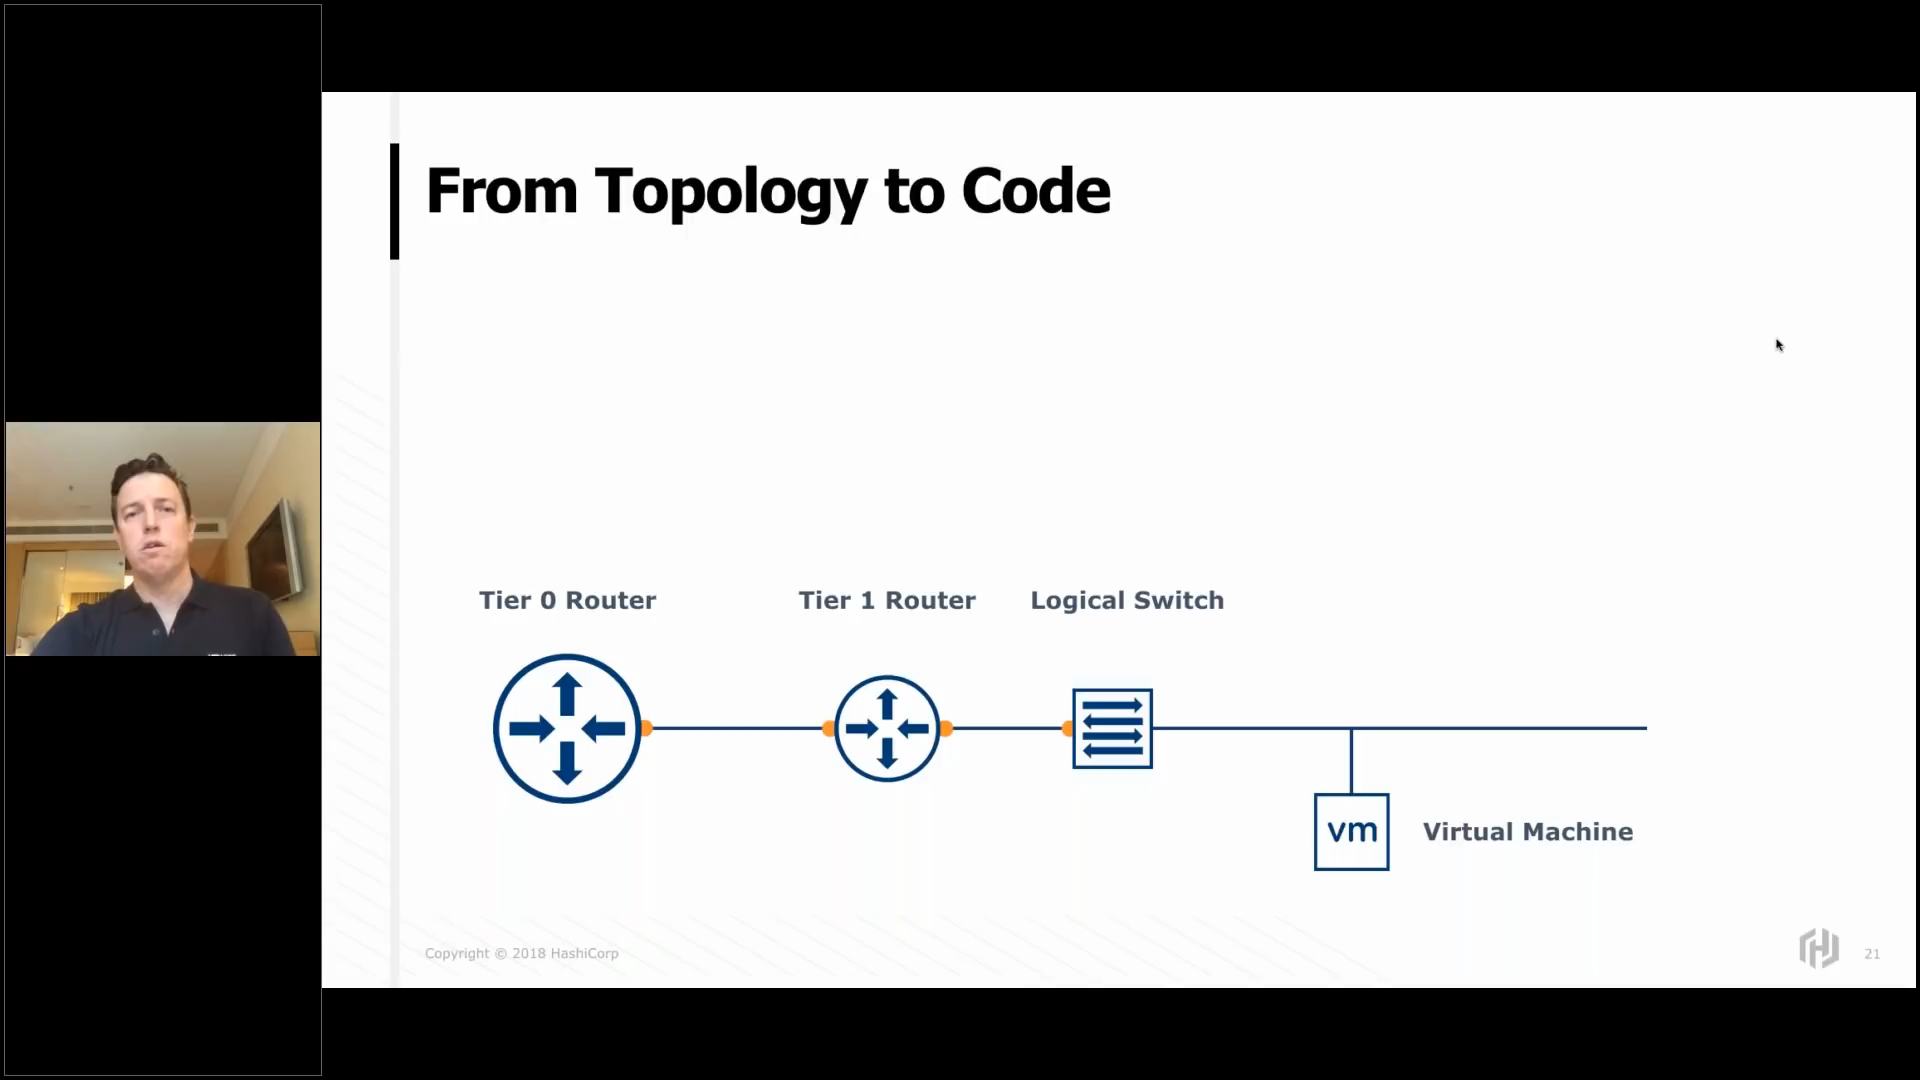 From Topology to Code
Tier 0 Router
Tier 1 Router
Logical Switch
vm
Virtual Machine
Copyright © 2018 HashiCorp
21